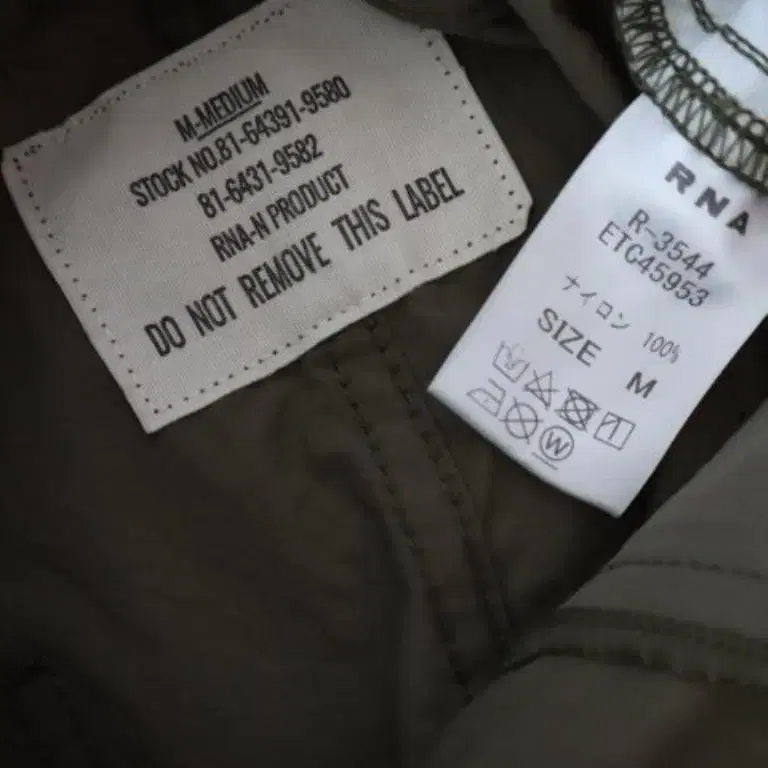 M-MEDIUM
STOCK NO.81-64391-9580
81-6431-9582
RNA-N PRODUCT
DO NOT REMOVE THIS LABEL
RNA
R-3544
ETC45953
ナイロン 100%
SIZE M
W